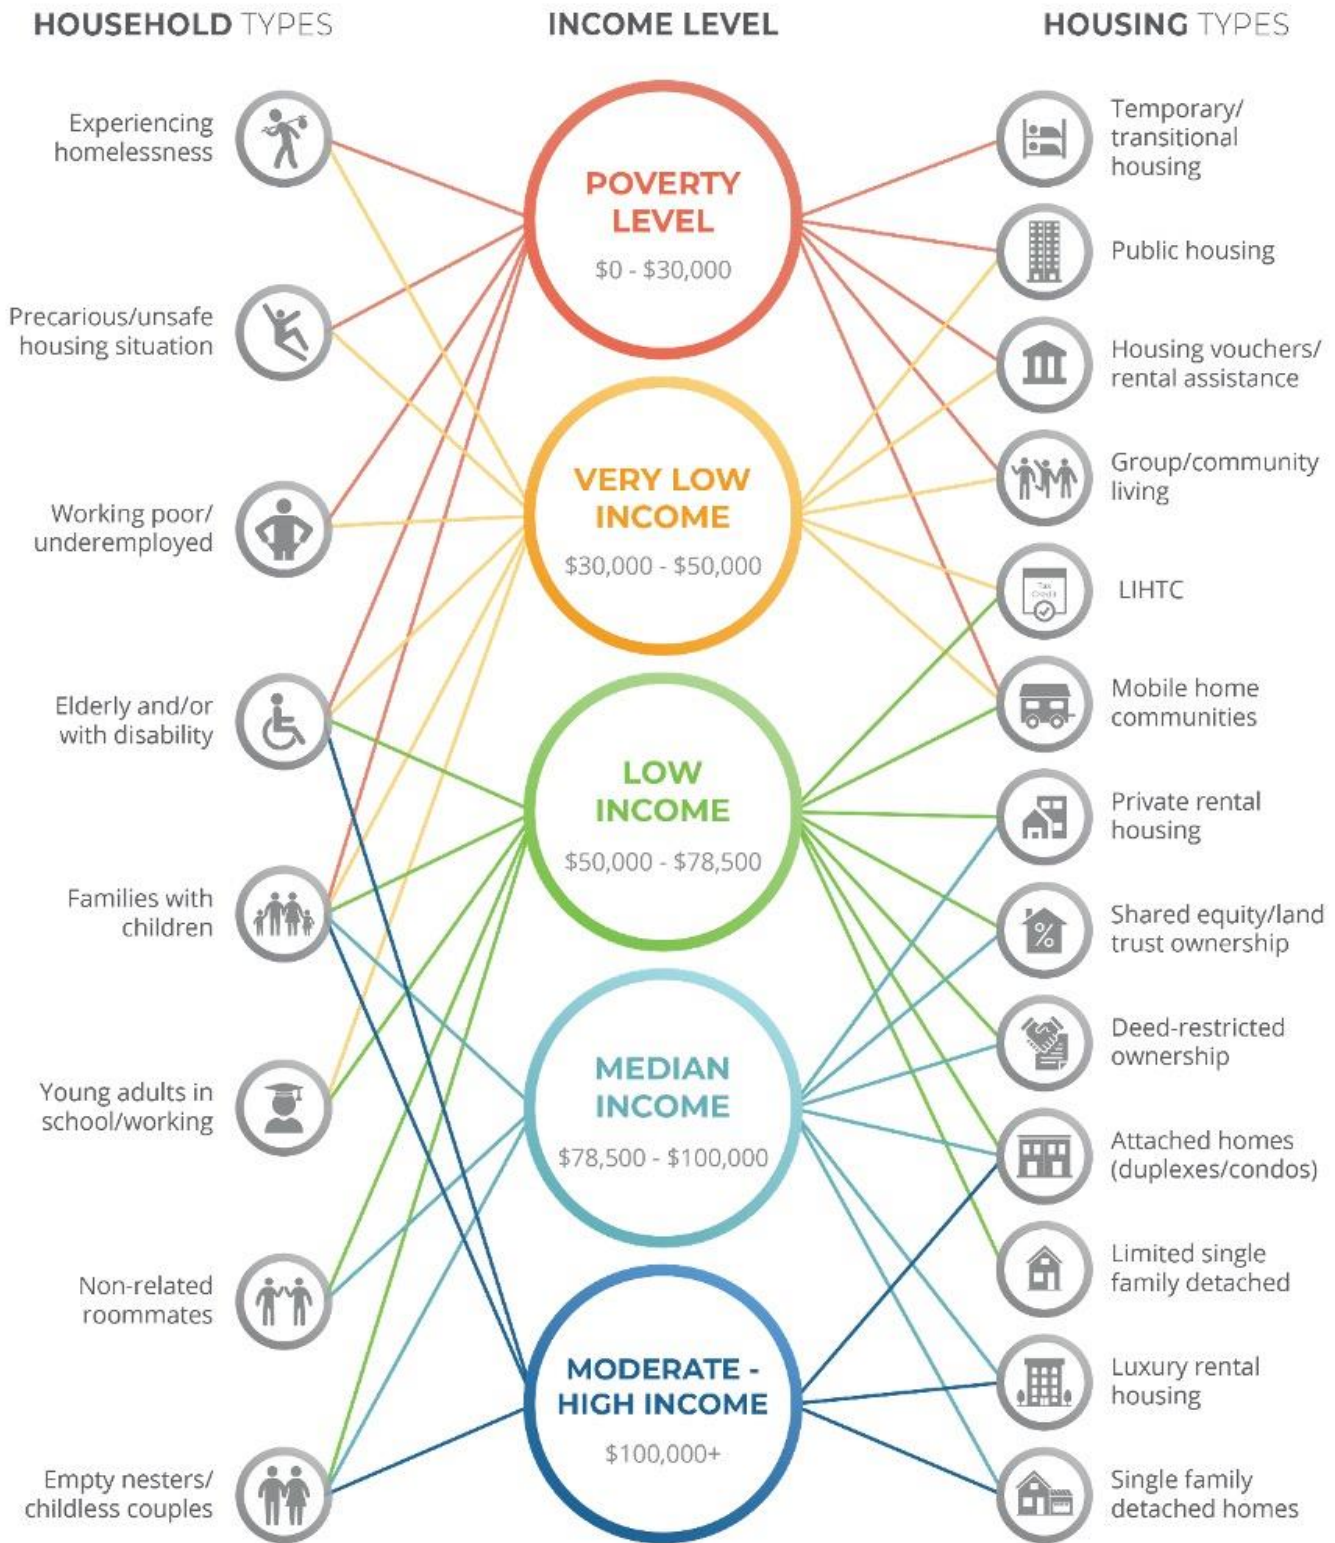 HOUSEHOLD TYPES
INCOME LEVEL
HOUSING TYPES
Experiencing
homelessness
Precarious/unsafe
housing situation
Working poor/
underemployed
Elderly and/or
with disability
Families with
children
Young adults in
school/working
Non-related
roommates
Empty nesters/
childless couples
POVERTY
LEVEL
$0 - $30,000
VERY LOW
INCOME
$30,000 - $50,000
LOW
INCOME
$50,000 - $78,500
MEDIAN
INCOME
$78,500 - $100,000
MODERATE -
HIGH INCOME
$100,000+
Temporary/
transitional
housing
Public housing
Housing vouchers/
rental assistance
Group/community
living
Tax
Credit
LIHTC
Mobile home
communities
Private rental
housing
%
Shared equity/land
trust ownership
Deed-restricted
ownership
Attached homes
(duplexes/condos)
Limited single
family detached
Luxury rental
housing
Single family
detached homes